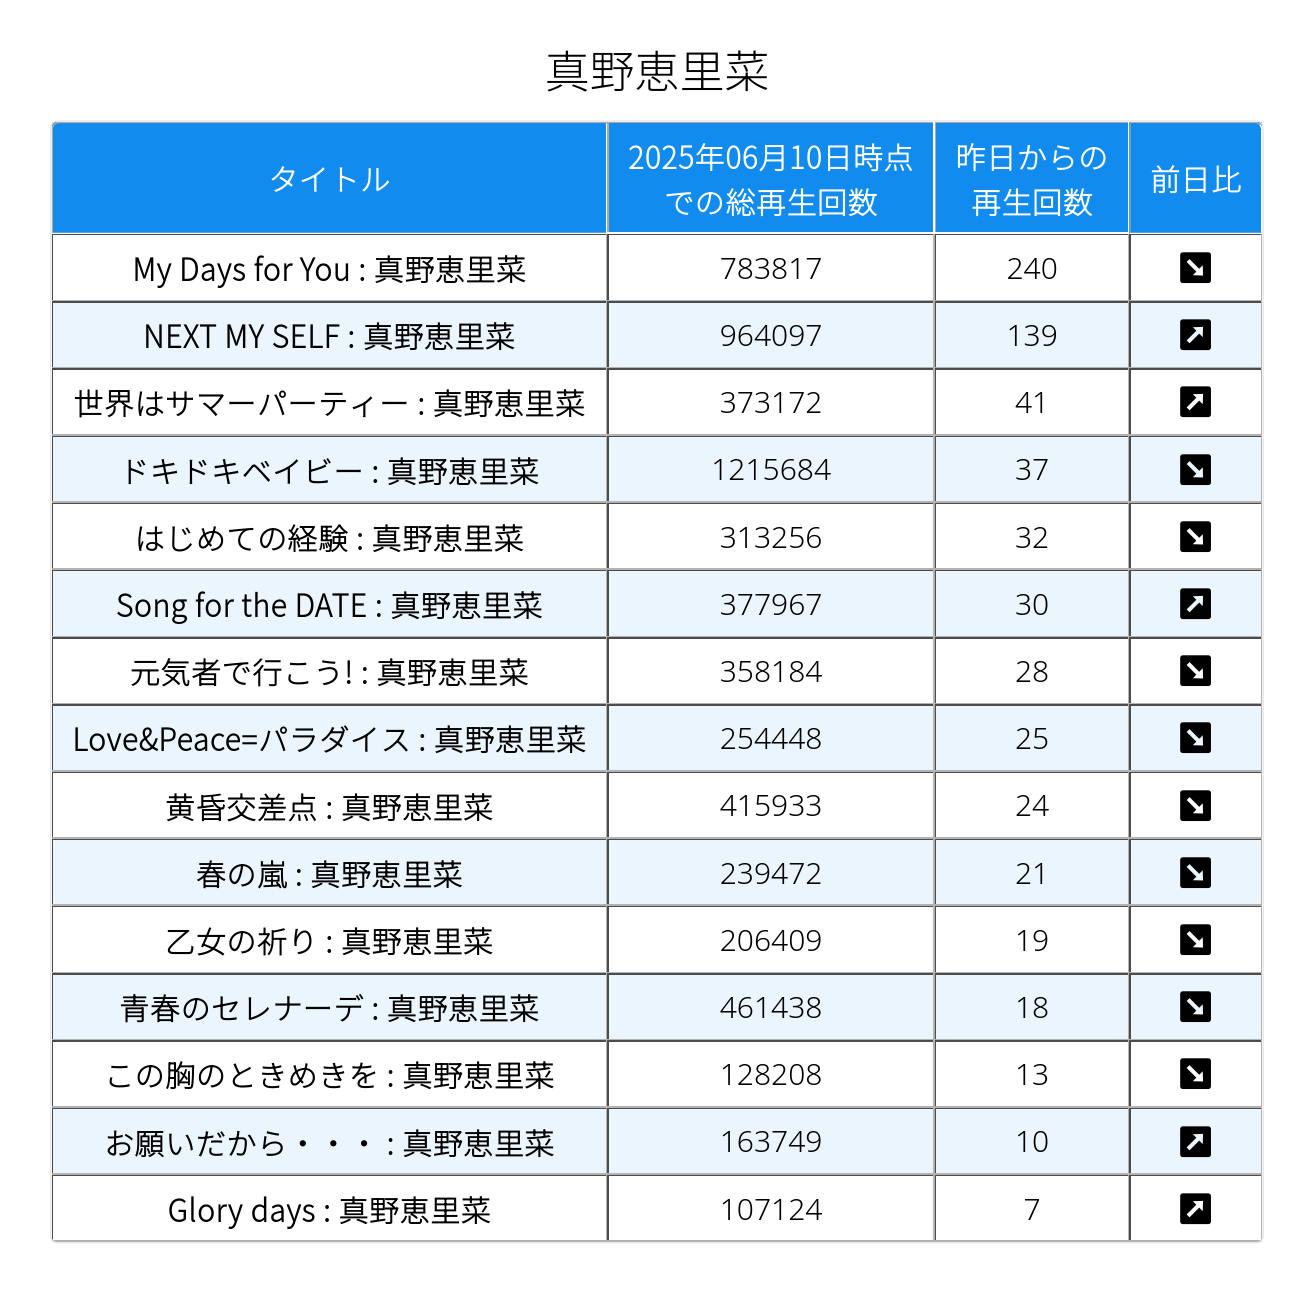 真野恵里菜
タイトル 2025年06月10日時点での総再生回数 昨日からの再生回数 前日比
My Days for You : 真野恵里菜 783817 240 ↘
NEXT MY SELF : 真野恵里菜 964097 139 ↗
世界はサマーパーティー : 真野恵里菜 373172 41 ↗
ドキドキベイビー : 真野恵里菜 1215684 37 ↘
はじめての経験 : 真野恵里菜 313256 32 ↘
Song for the DATE : 真野恵里菜 377967 30 ↗
元気者で行こう! : 真野恵里菜 358184 28 ↘
Love&Peace=パラダイス : 真野恵里菜 254448 25 ↘
黄昏交差点 : 真野恵里菜 415933 24 ↘
春の嵐 : 真野恵里菜 239472 21 ↘
乙女の祈り : 真野恵里菜 206409 19 ↘
青春のセレナーデ : 真野恵里菜 461438 18 ↘
この胸のときめきを : 真野恵里菜 128208 13 ↘
お願いだから・・・ : 真野恵里菜 163749 10 ↗
Glory days : 真野恵里菜 107124 7 ↗